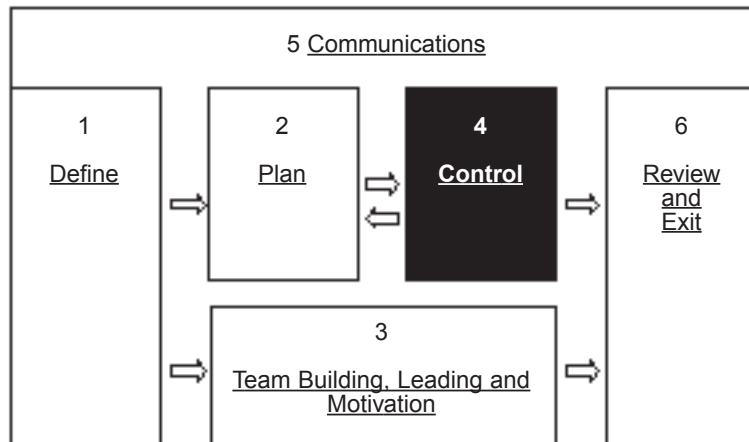 5 Communications
1
Define
2
Plan
4
Control
6
Review
and
Exit
3
Team Building, Leading and
Motivation